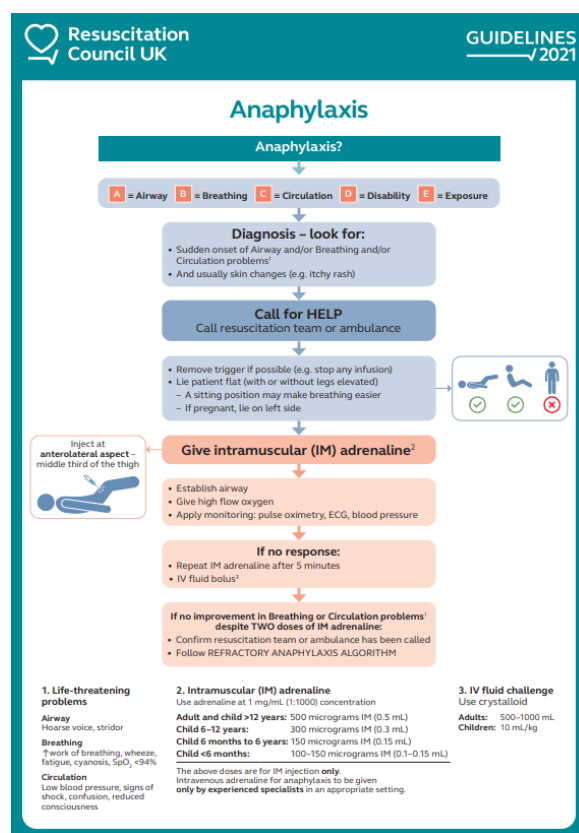 Resuscitation
Council UK
GUIDELINES
2021
Anaphylaxis
Anaphylaxis?
A = Airway B = Breathing C = Circulation D = Disability E = Exposure
Diagnosis – look for:
• Sudden onset of Airway and/or Breathing and/or
Circulation problems¹
• And usually skin changes (e.g. itchy rash)
Call for HELP
Call resuscitation team or ambulance
• Remove trigger if possible (e.g. stop any infusion)
• Lie patient flat (with or without legs elevated)
– A sitting position may make breathing easier
– If pregnant, lie on left side
Give intramuscular (IM) adrenaline²
Inject at
anterolateral aspect –
middle third of the thigh
• Establish airway
• Give high flow oxygen
• Apply monitoring: pulse oximetry, ECG, blood pressure
If no response:
• Repeat IM adrenaline after 5 minutes
• IV fluid bolus³
If no improvement in Breathing or Circulation problems¹
despite TWO doses of IM adrenaline:
• Confirm resuscitation team or ambulance has been called
• Follow REFRACTORY ANAPHYLAXIS ALGORITHM
1. Life-threatening
problems
Airway
Hoarse voice, stridor
Breathing
↑work of breathing, wheeze,
fatigue, cyanosis, SpO₂ <94%
Circulation
Low blood pressure, signs of
shock, confusion, reduced
consciousness
2. Intramuscular (IM) adrenaline
Use adrenaline at 1 mg/mL (1:1000) concentration
Adult and child >12 years: 500 micrograms IM (0.5 mL)
Child 6–12 years: 300 micrograms IM (0.3 mL)
Child 6 months to 6 years: 150 micrograms IM (0.15 mL)
Child <6 months: 100–150 micrograms IM (0.1–0.15 mL)
The above doses are for IM injection only.
Intravenous adrenaline for anaphylaxis to be given
only by experienced specialists in an appropriate setting.
3. IV fluid challenge
Use crystalloid
Adults: 500–1000 mL
Children: 10 mL/kg